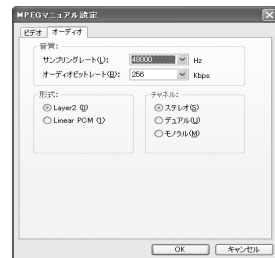 MPEGマニュアル設定
ビデオ オーディオ
音質:
サンプリングレート(L): 48000 Hz
オーディオビットレート(B): 256 Kbps
形式:
Layer2 (0)
Linear PCM (1)
チャネル:
ステレオ(S)
デュアル(U)
モノラル(M)
OK キャンセル